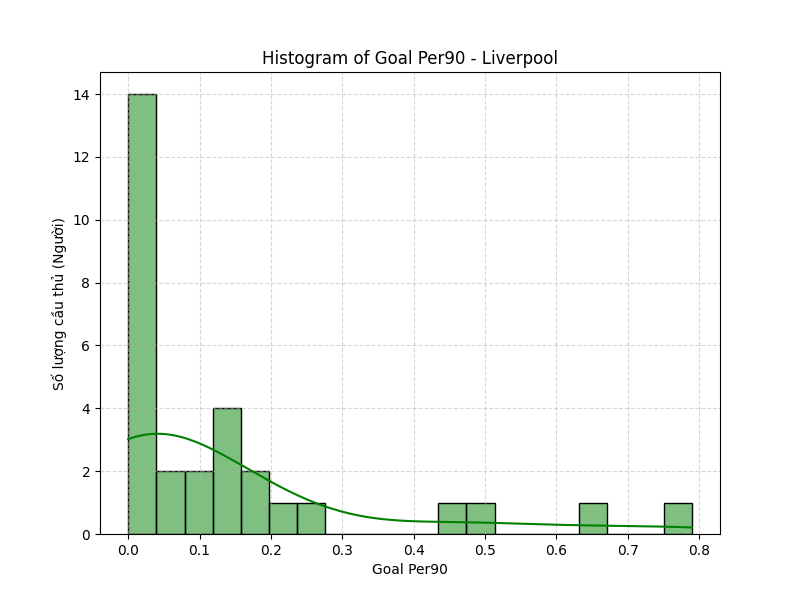 Histogram of Goal Per90 - Liverpool
Số lượng cầu thủ (Người)
14
12
10
8
6
4
2
0
0.0 0.1 0.2 0.3 0.4 0.5 0.6 0.7 0.8
Goal Per90